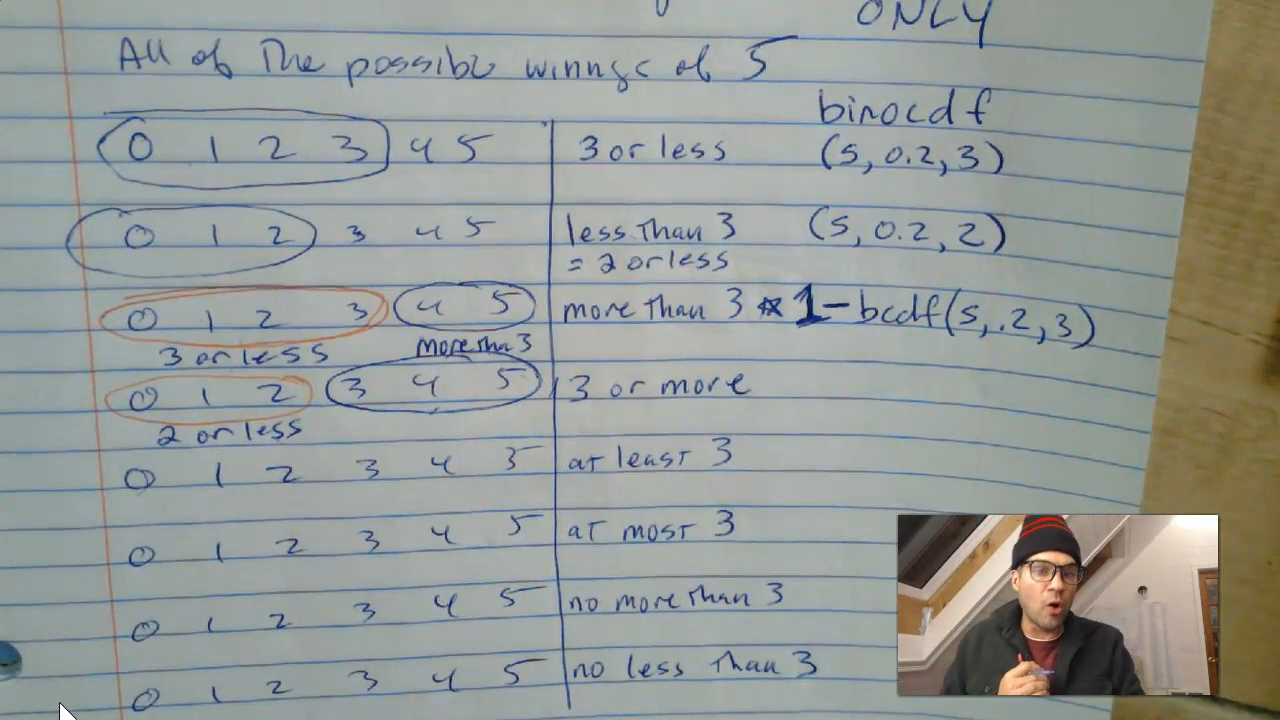 ONLY
All of The possible winngs of 5
binocdf
0 1 2 3 4 5 3 or less (5, 0.2, 3)
0 1 2 3 4 5 less than 3 (5, 0.2, 2)
= 2 or less
0 1 2 3 4 5 more than 3 * 1 - bcdf(5, .2, 3)
3 or less more than 3
0 1 2 3 4 5 3 or more
2 or less
0 1 2 3 4 5 at least 3
0 1 2 3 4 5 at most 3
0 1 2 3 4 5 no more than 3
0 1 2 3 4 5 no less than 3